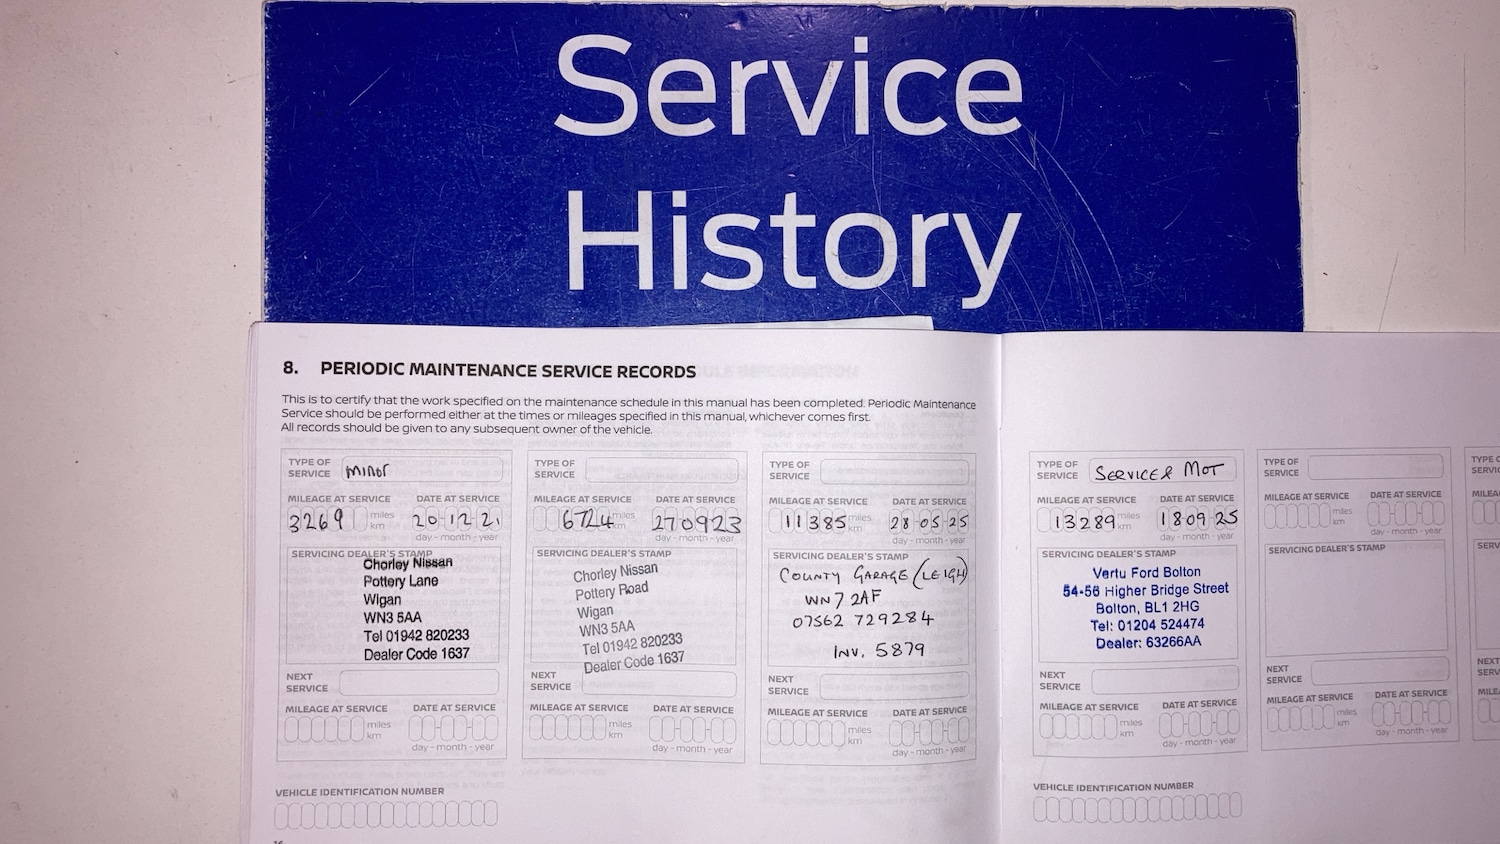 Service
History
8. PERIODIC MAINTENANCE SERVICE RECORDS
This is to certify that the work specified on the maintenance schedule in this manual has been completed. Periodic Maintenance
Service should be performed either at the times or mileages specified in this manual, whichever comes first.
All records should be given to any subsequent owner of the vehicle.
TYPE OF
SERVICE minor
MILEAGE AT SERVICE DATE AT SERVICE
3269 miles 20-12-21
km
day - month - year
SERVICING DEALER'S STAMP
Chorley Nissan
Pottery Lane
Wigan
WN3 5AA
Tel 01942 820233
Dealer Code 1637
NEXT
SERVICE
MILEAGE AT SERVICE DATE AT SERVICE
miles
km
day - month - year
VEHICLE IDENTIFICATION NUMBER
TYPE OF
SERVICE
MILEAGE AT SERVICE DATE AT SERVICE
6724 miles 270923
km
day - month - year
SERVICING DEALER'S STAMP
Chorley Nissan
Pottery Road
Wigan
WN3 5AA
Tel 01942 820233
Dealer Code 1637
NEXT
SERVICE
MILEAGE AT SERVICE DATE AT SERVICE
miles
km
day - month - year
TYPE OF
SERVICE
MILEAGE AT SERVICE DATE AT SERVICE
11385 miles 28-05-25
km
day - month - year
SERVICING DEALER'S STAMP
COUNTY GARAGE (LEIGH)
WN7 2AF
07562 729284
INV. 5879
NEXT
SERVICE
MILEAGE AT SERVICE DATE AT SERVICE
miles
km
day - month - year
TYPE OF
SERVICE SERVICE & MOT
MILEAGE AT SERVICE DATE AT SERVICE
13289 miles 18 09 25
km
day - month - year
SERVICING DEALER'S STAMP
Vertu Ford Bolton
54-56 Higher Bridge Street
Bolton, BL1 2HG
Tel: 01204 524474
Dealer: 63266AA
NEXT
SERVICE
MILEAGE AT SERVICE DATE AT SERVICE
miles
km
day - month - year
VEHICLE IDENTIFICATION NUMBER
TYPE OF
SERVICE
MILEAGE AT SERVICE DATE AT SERVICE
miles
km
day - month - year
SERVICING DEALER'S STAMP
NEXT
SERVICE
MILEAGE AT SERVICE DATE AT SERVICE
miles
km
day - month - year